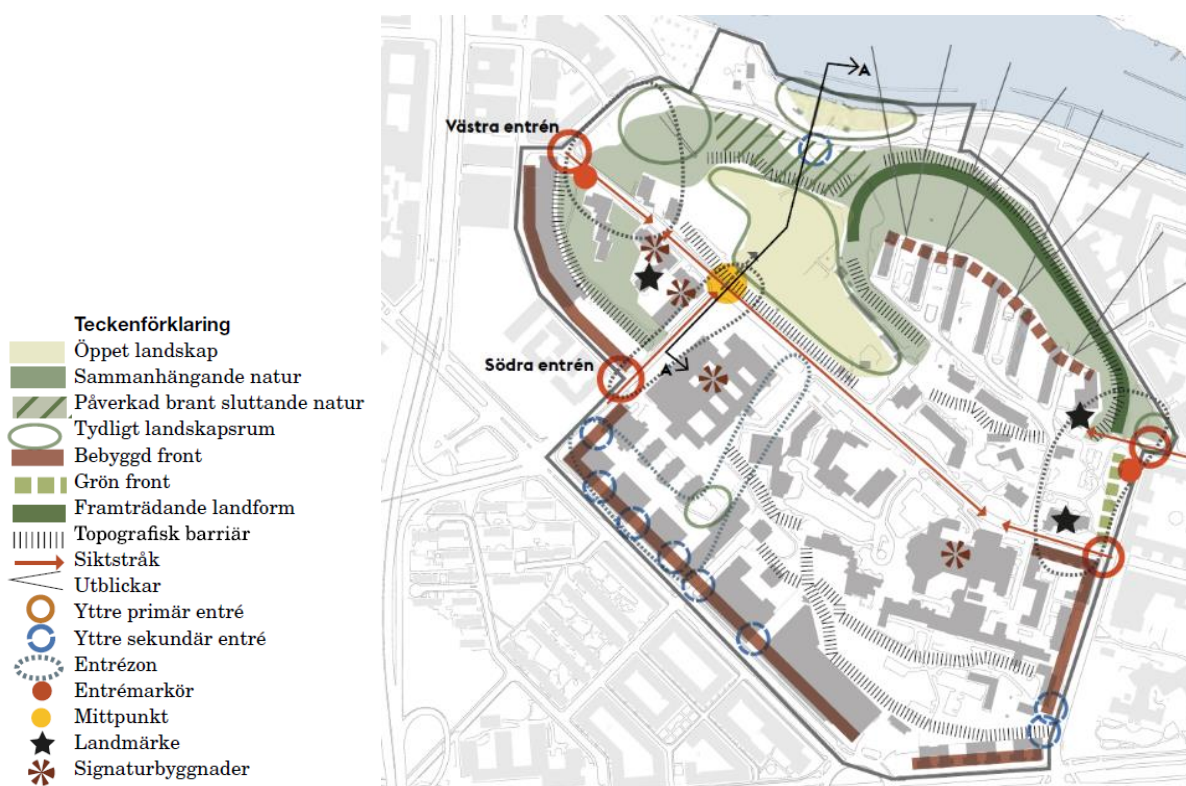 Västra entrén
A
Södra entrén
A
Teckenförklaring
Öppet landskap
Sammanhängande natur
Påverkad brant sluttande natur
Tydligt landskapsrum
Bebyggd front
Grön front
Framträdande landform
Topografisk barriär
Siktstråk
Utblickar
Yttre primär entré
Yttre sekundär entré
Entrézon
Entrémarkör
Mittpunkt
Landmärke
Signaturbyggnader